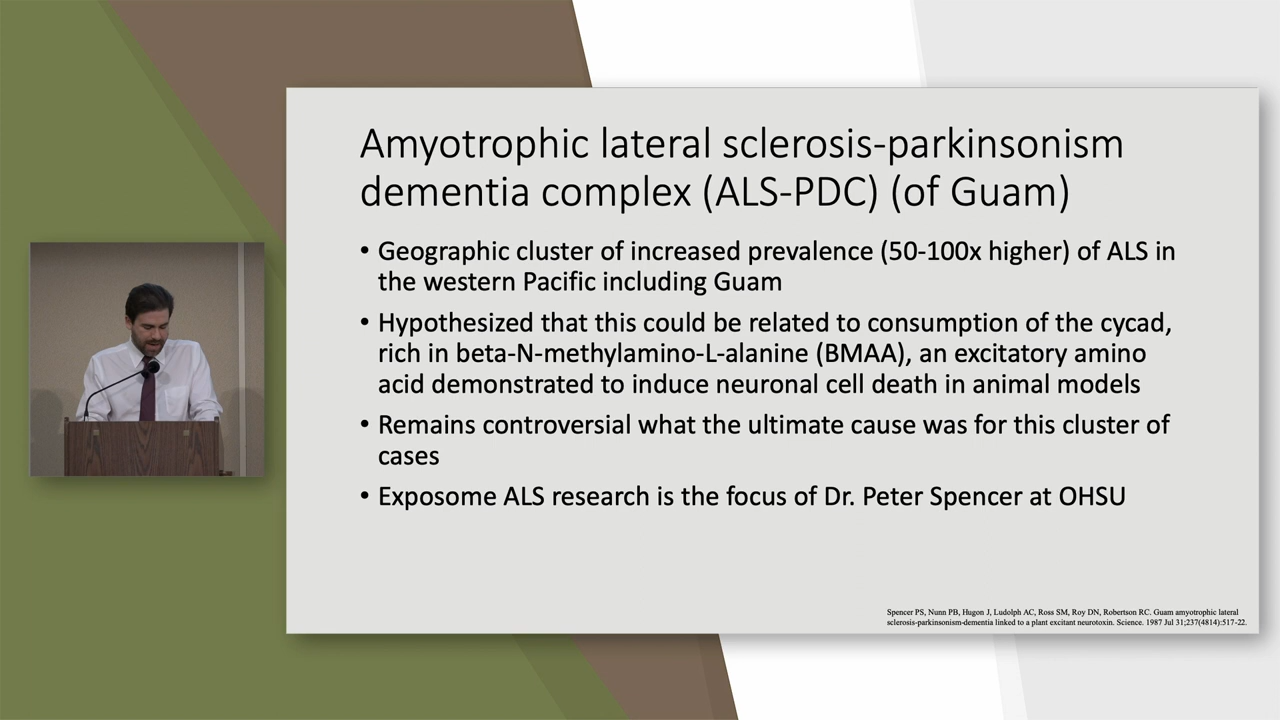 Amyotrophic lateral sclerosis-parkinsonism
dementia complex (ALS-PDC) (of Guam)
• Geographic cluster of increased prevalence (50-100x higher) of ALS in
the western Pacific including Guam
• Hypothesized that this could be related to consumption of the cycad,
rich in beta-N-methylamino-L-alanine (BMAA), an excitatory amino
acid demonstrated to induce neuronal cell death in animal models
• Remains controversial what the ultimate cause was for this cluster of
cases
• Exposome ALS research is the focus of Dr. Peter Spencer at OHSU
Spencer PS, Nunn PB, Hugon J, Ludolph AC, Ross SM, Roy DN, Robertson RC. Guam amyotrophic lateral
sclerosis-parkinsonism-dementia linked to a plant excitant neurotoxin. Science. 1987 Jul 31;237(4814):517-22.